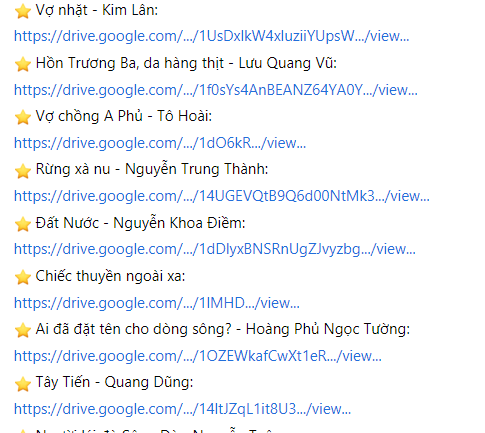 ⭐ Vợ nhặt - Kim Lân:
https://drive.google.com/.../1UsDxIkW4xIuziiYUpsW.../view...
⭐ Hồn Trương Ba, da hàng thịt - Lưu Quang Vũ:
https://drive.google.com/.../1f0sYs4AnBEANZ64YA0Y.../view...
⭐ Vợ chồng A Phủ - Tô Hoài:
https://drive.google.com/.../1dO6kR.../view...
⭐ Rừng xà nu - Nguyễn Trung Thành:
https://drive.google.com/.../14UGEVQtB9Q6d00NtMk3.../view...
⭐ Đất Nước - Nguyễn Khoa Điềm:
https://drive.google.com/.../1dDlyxBNSRnUgZJvyzbg.../view...
⭐ Chiếc thuyền ngoài xa:
https://drive.google.com/.../1lMHD.../view...
⭐ Ai đã đặt tên cho dòng sông? - Hoàng Phủ Ngọc Tường:
https://drive.google.com/.../1OZEWkafCwXt1eR.../view...
⭐ Tây Tiến - Quang Dũng:
https://drive.google.com/.../14ltJZqL1it8U3.../view...